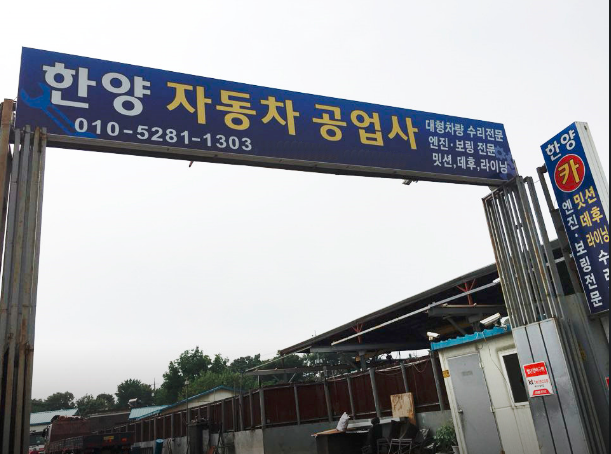 한양 자동차 공업사
010-5281-1303
대형차량 수리전문
엔진·보링 전문
밋션,데후,라이닝
한양
카
밋션
데후
라이닝
엔진·보링전문
수리